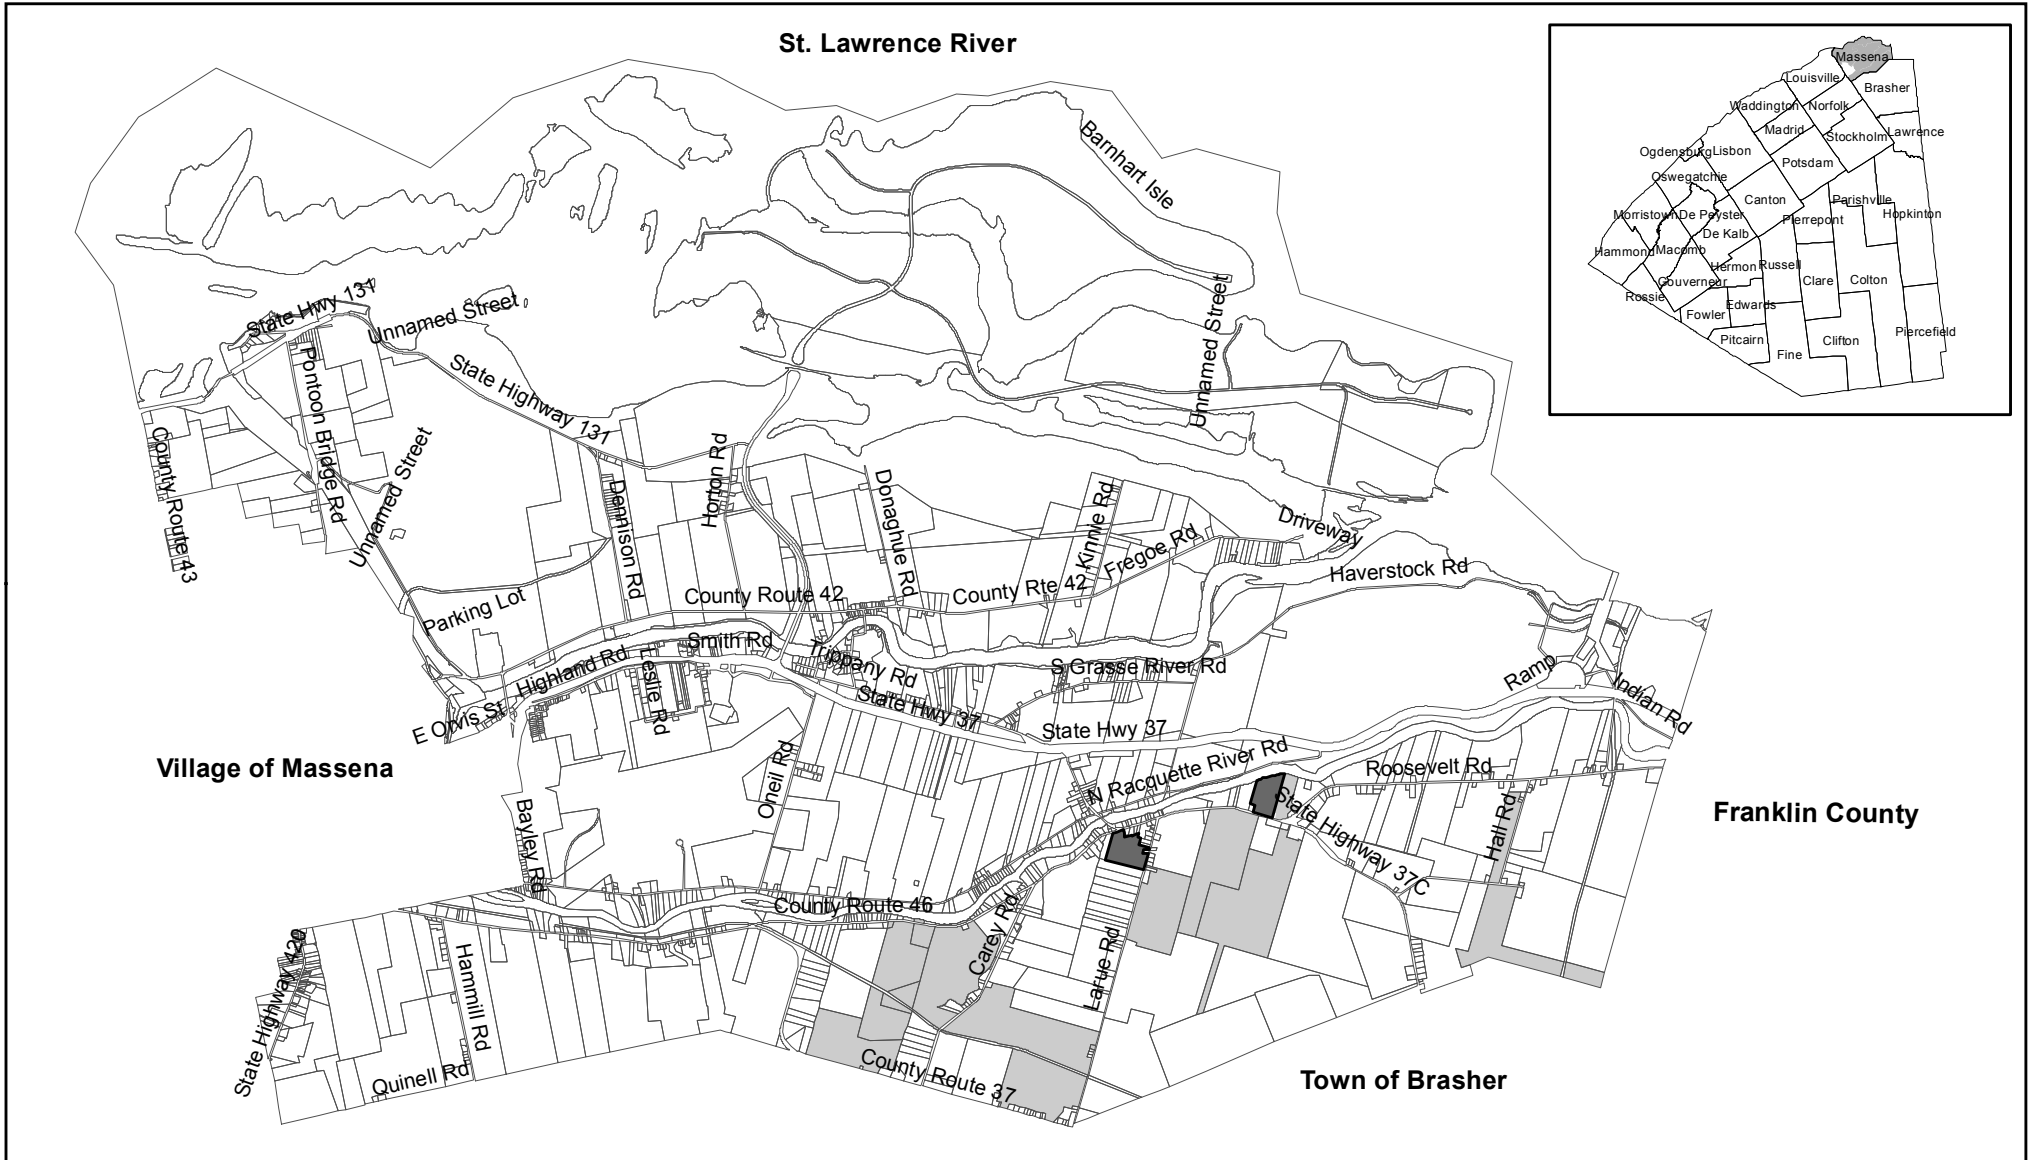 St. Lawrence River
Massena
Louisville
Brasher
Waddington
Norfolk
Madrid
Stockholm
Lawrence
Ogdensburg
Lisbon
Potsdam
Oswegatchie
Canton
Parishville
Morristown
De Peyster
Pierrepont
Hopkinton
De Kalb
Hammond
Macomb
Hermon
Russell
Gouverneur
Clare
Colton
Rossie
Edwards
Fowler
Piercefield
Pitcairn
Clifton
Fine
Barnhart Isle
State Hwy 131
Unnamed Street
Unnamed Street
Pontoon Bridge Rd
State Highway 131
County Route 43
Unnamed Street
Horton Rd
Dennison Rd
Donaghue Rd
Kinnie Rd
Fregoe Rd
Driveway
Haverstock Rd
County Route 42
County Rte 42
Parking Lot
Smith Rd
Trippany Rd
Highland Rd
Leslie Rd
S Grasse River Rd
Ramp
Indian Rd
E Orvis St
State Hwy 37
State Hwy 37
Village of Massena
Oneil Rd
N Racquette River Rd
Roosevelt Rd
Franklin County
Bayley Rd
State Highway 37C
Hall Rd
County Route 46
Carey Rd
Larue Rd
State Highway 420
Hammill Rd
Quinell Rd
County Route 37
Town of Brasher